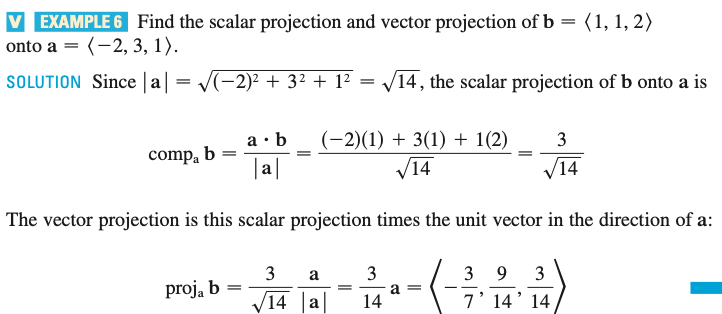 V EXAMPLE 6 Find the scalar projection and vector projection of b = ⟨1, 1, 2⟩
onto a = ⟨−2, 3, 1⟩.
SOLUTION Since |a| = √((−2)² + 3² + 1²) = √14, the scalar projection of b onto a is
compₐ b = (a · b)/|a| = ((−2)(1) + 3(1) + 1(2))/√14 = 3/√14
The vector projection is this scalar projection times the unit vector in the direction of a:
projₐ b = (3/√14) (a/|a|) = (3/14) a = ⟨−3/7, 9/14, 3/14⟩